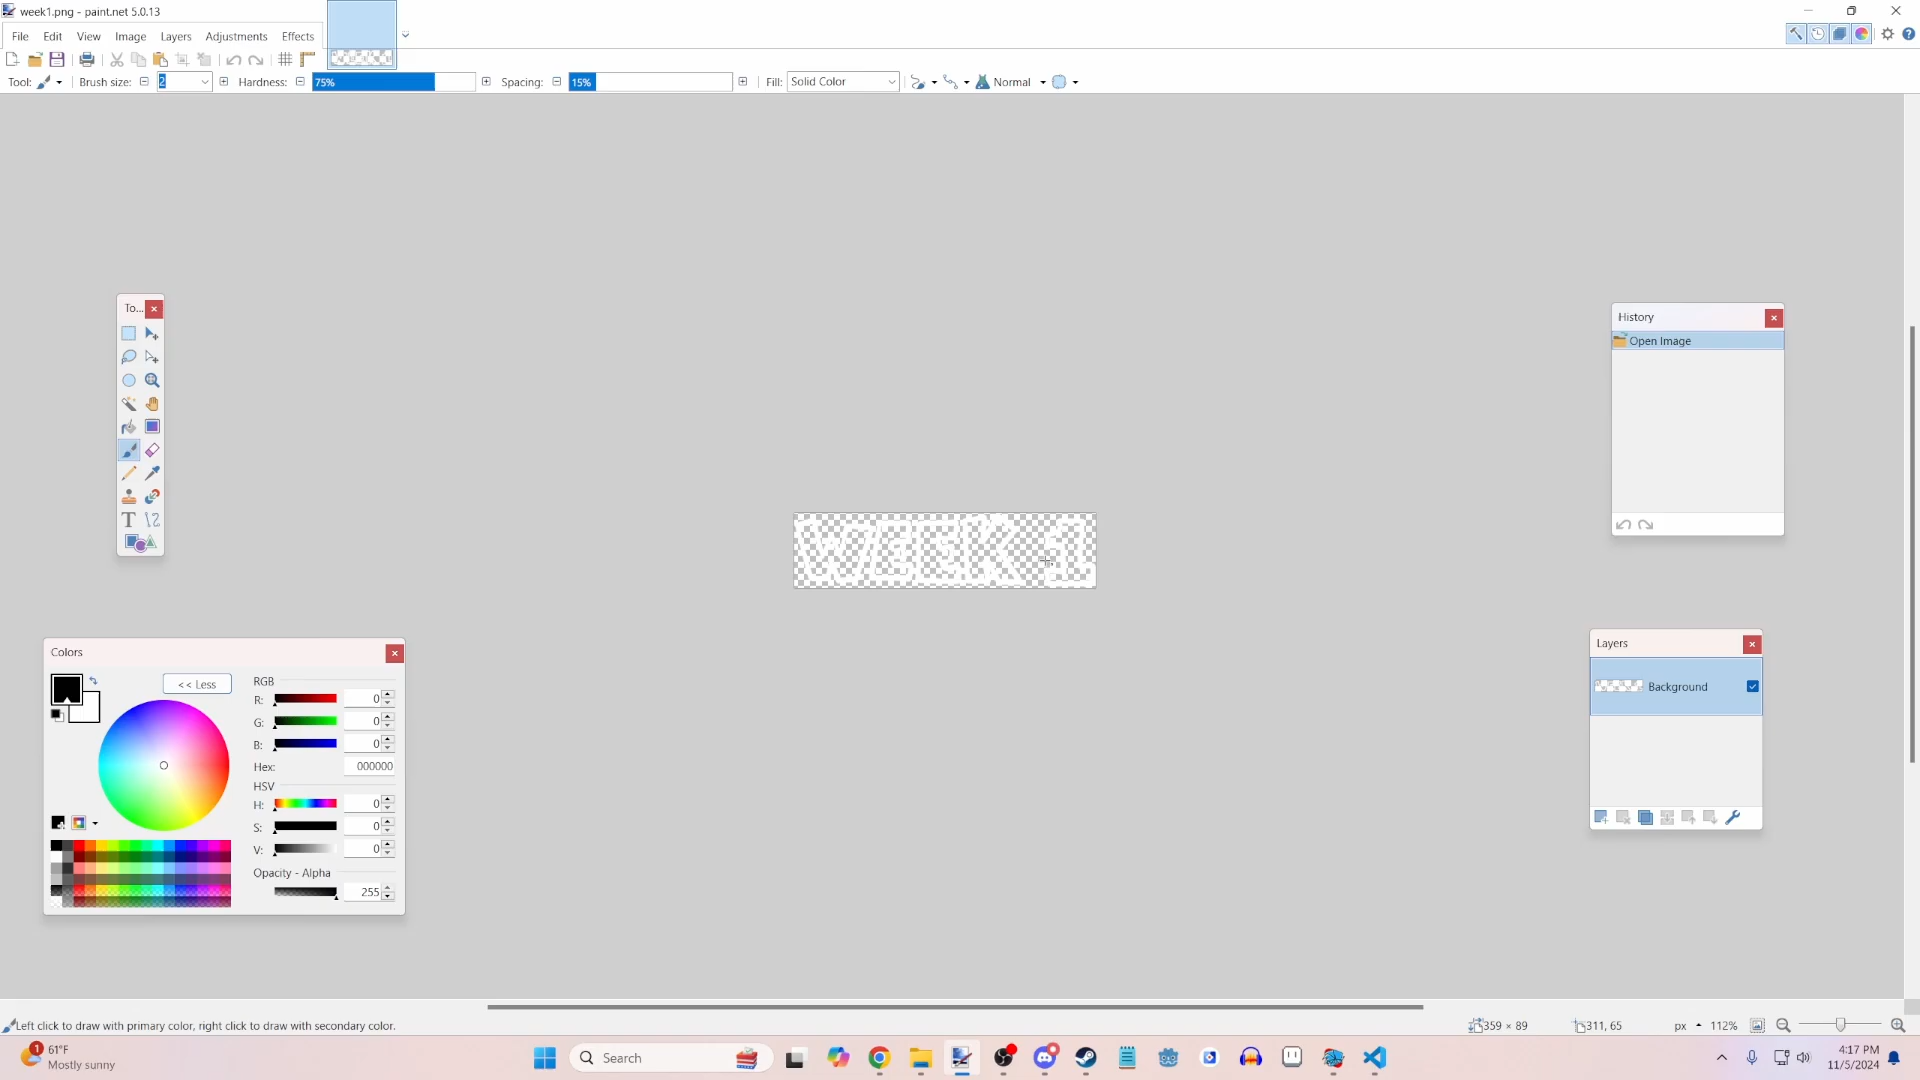 week1.png - paint.net 5.0.13
File Edit View Image Layers Adjustments Effects
Tool: Brush size: 2 Hardness: 75% Spacing: 15% Fill: Solid Color Normal
To...
History
Open Image
WEEK 1
Colors
<< Less
RGB
R: 0
G: 0
B: 0
Hex: 000000
HSV
H: 0
S: 0
V: 0
Opacity - Alpha
255
Layers
Background
Left click to draw with primary color, right click to draw with secondary color.
359 × 89
311, 65
px
112%
1
61°F
Mostly sunny
Search
4:17 PM
11/5/2024